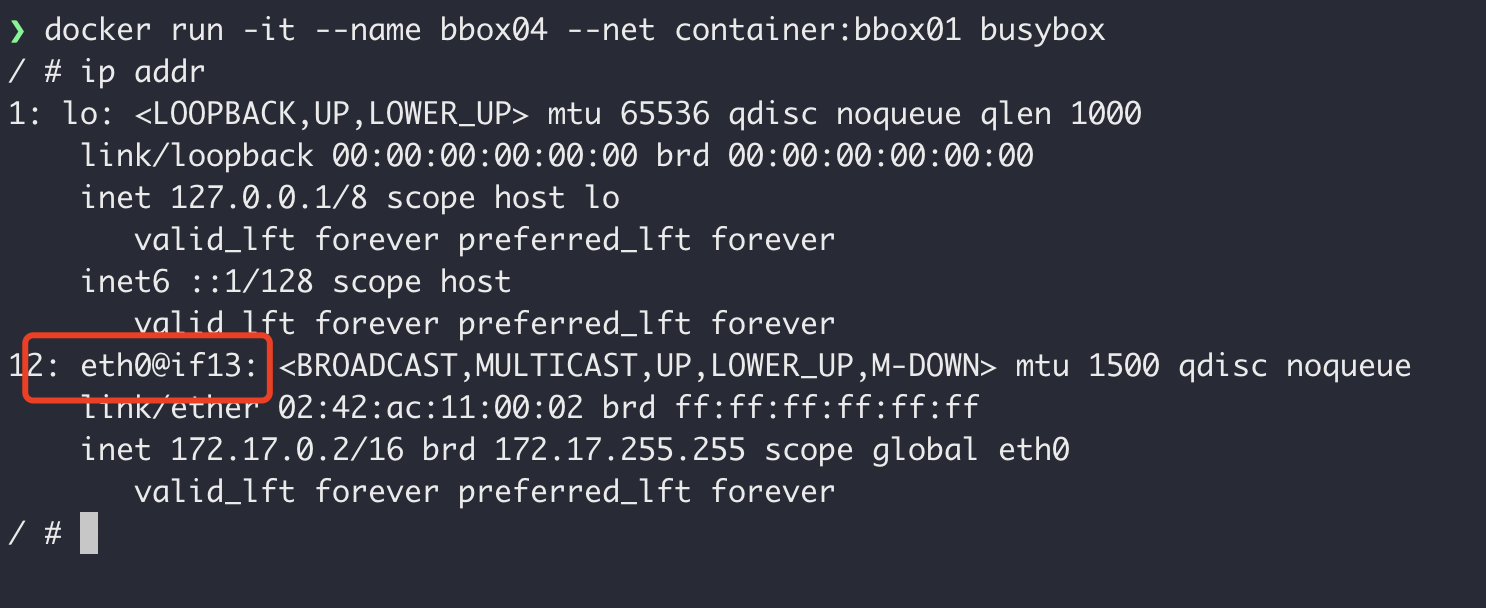 ❯ docker run -it --name bbox04 --net container:bbox01 busybox
/ # ip addr
1: lo: <LOOPBACK,UP,LOWER_UP> mtu 65536 qdisc noqueue qlen 1000
    link/loopback 00:00:00:00:00:00 brd 00:00:00:00:00:00
    inet 127.0.0.1/8 scope host lo
       valid_lft forever preferred_lft forever
    inet6 ::1/128 scope host
       valid_lft forever preferred_lft forever
12: eth0@if13: <BROADCAST,MULTICAST,UP,LOWER_UP,M-DOWN> mtu 1500 qdisc noqueue
    link/ether 02:42:ac:11:00:02 brd ff:ff:ff:ff:ff:ff
    inet 172.17.0.2/16 brd 172.17.255.255 scope global eth0
       valid_lft forever preferred_lft forever
/ #